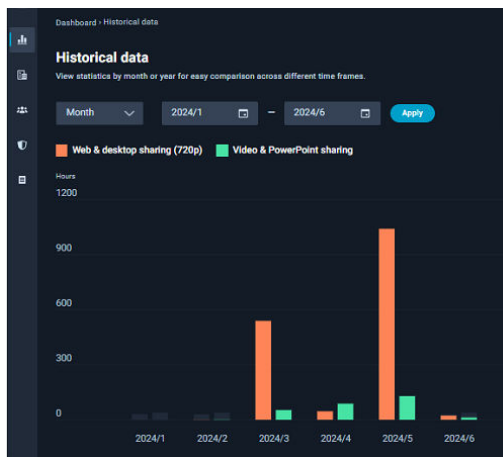 Dashboard › Historical data
Historical data
View statistics by month or year for easy comparison across different time frames.
Month 2024/1 – 2024/6 Apply
Web & desktop sharing (720p) Video & PowerPoint sharing
Hours
1200
900
600
300
0
2024/1 2024/2 2024/3 2024/4 2024/5 2024/6